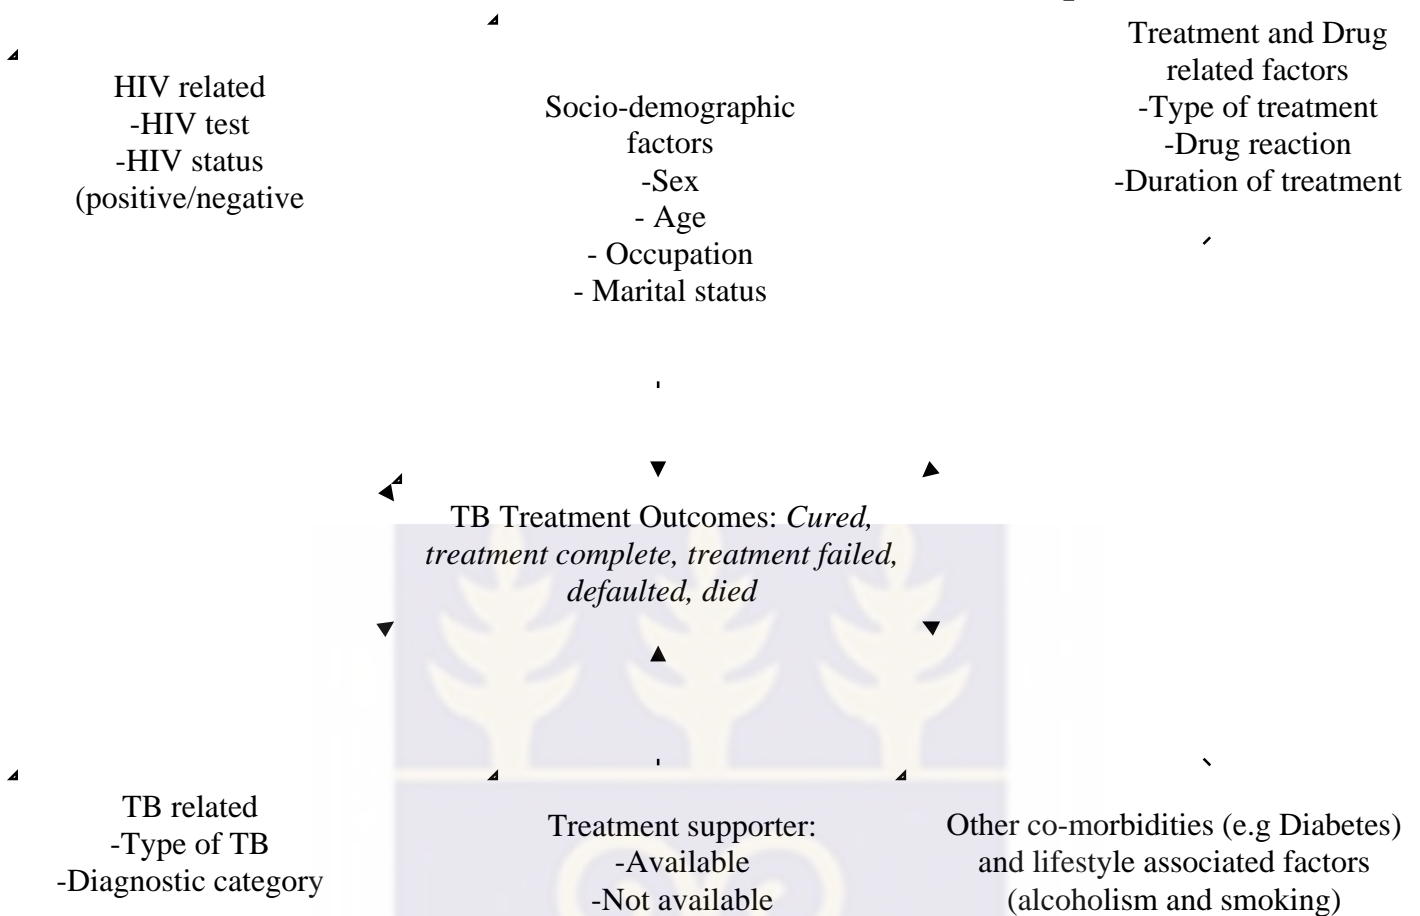 HIV related
-HIV test
-HIV status
(positive/negative
Socio-demographic
factors
-Sex
- Age
- Occupation
- Marital status
Treatment and Drug
related factors
-Type of treatment
-Drug reaction
-Duration of treatment
TB Treatment Outcomes: Cured,
treatment complete, treatment failed,
defaulted, died
TB related
-Type of TB
-Diagnostic category
Treatment supporter:
-Available
-Not available
Other co-morbidities (e.g Diabetes)
and lifestyle associated factors
(alcoholism and smoking)